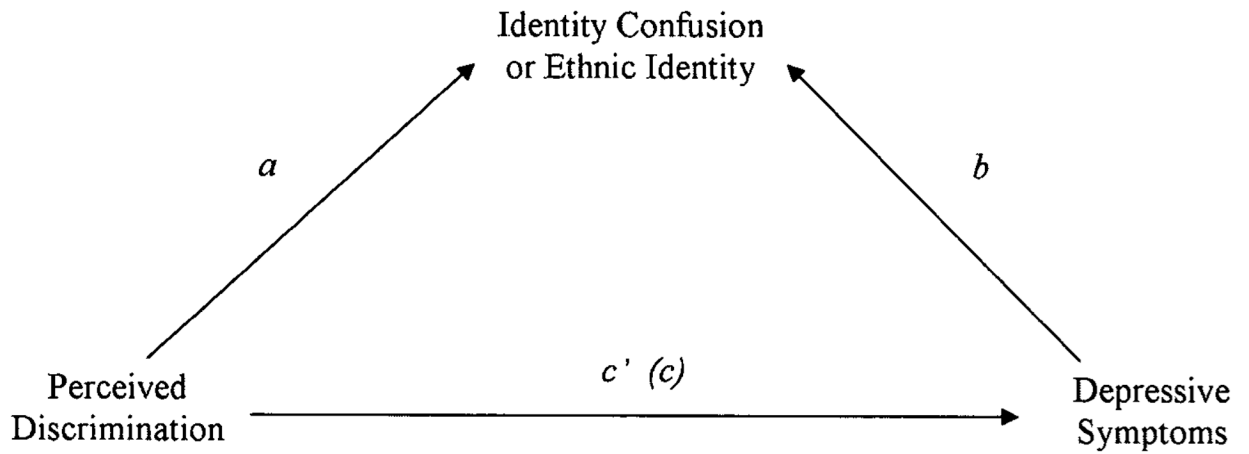 Identity Confusion
or Ethnic Identity
a
b
c' (c)
Perceived
Discrimination
Depressive
Symptoms